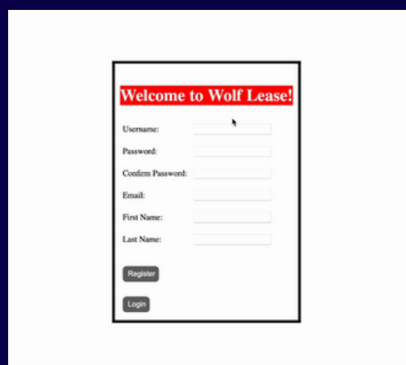 Welcome to Wolf Lease!
Username:
Password:
Confirm Password:
Email:
First Name:
Last Name:
Register
Login